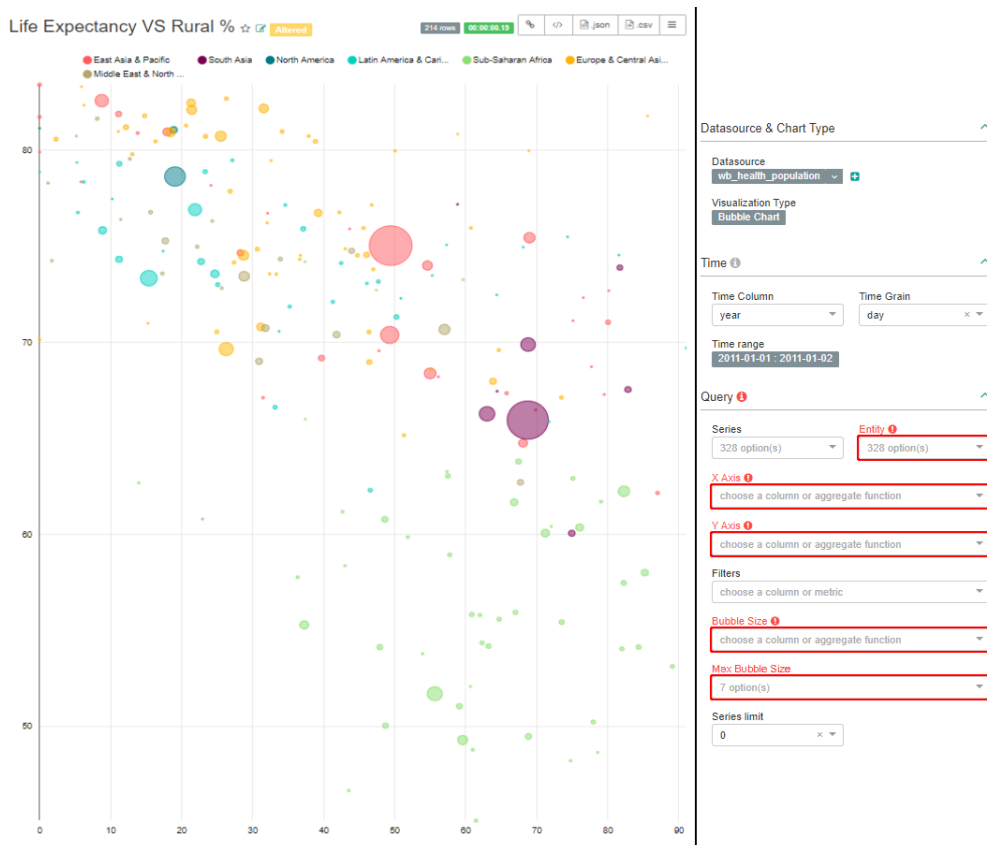 Life Expectancy VS Rural %
Altered
214 rows
00:00:00.13
.json
.csv
East Asia & Pacific
South Asia
North America
Latin America & Cari...
Sub-Saharan Africa
Europe & Central Asi...
Middle East & North ...
80
70
60
50
0 10 20 30 40 50 60 70 80 90
Datasource & Chart Type
Datasource
wb_health_population
Visualization Type
Bubble Chart
Time
Time Column
Time Grain
year
day
Time range
2011-01-01 : 2011-01-02
Query
Series
Entity
328 option(s)
328 option(s)
X Axis
choose a column or aggregate function
Y Axis
choose a column or aggregate function
Filters
choose a column or metric
Bubble Size
choose a column or aggregate function
Max Bubble Size
7 option(s)
Series limit
0